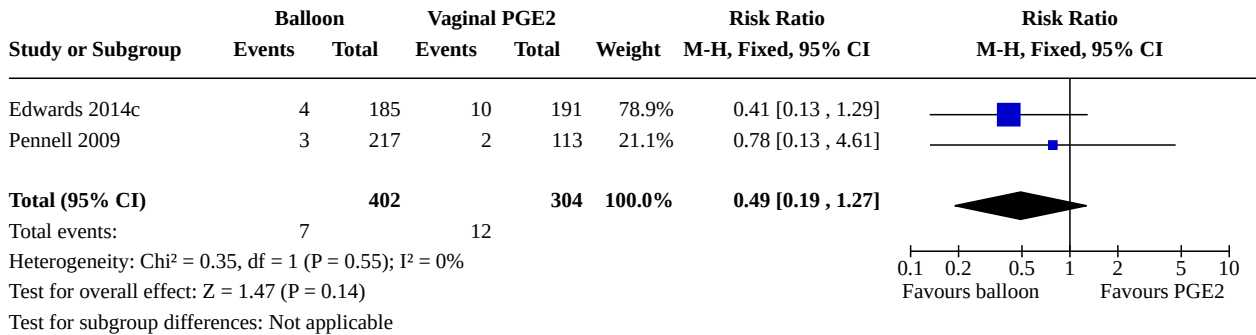 Balloon Vaginal PGE2 Risk Ratio Risk Ratio
Study or Subgroup Events Total Events Total Weight M-H, Fixed, 95% CI M-H, Fixed, 95% CI
Edwards 2014c 4 185 10 191 78.9% 0.41 [0.13 , 1.29]
Pennell 2009 3 217 2 113 21.1% 0.78 [0.13 , 4.61]
Total (95% CI) 402 304 100.0% 0.49 [0.19 , 1.27]
Total events: 7 12
Heterogeneity: Chi² = 0.35, df = 1 (P = 0.55); I² = 0%
Test for overall effect: Z = 1.47 (P = 0.14)
Test for subgroup differences: Not applicable
0.1 0.2 0.5 1 2 5 10
Favours balloon Favours PGE2